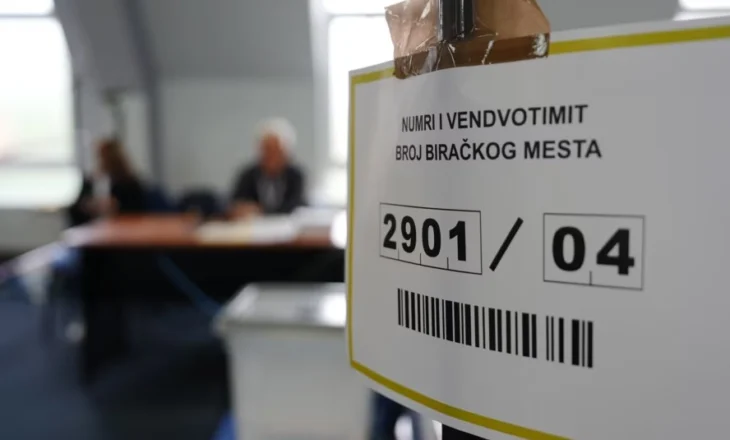 NUMRI I VENDVOTIMIT
BROJ BIRAČKOG MESTA
2901 / 04